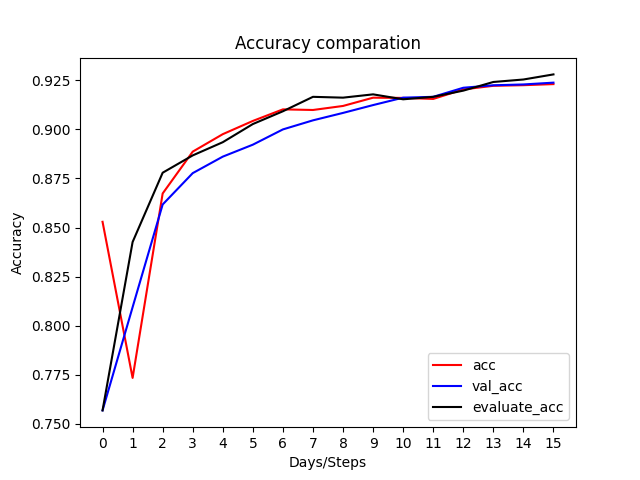 Accuracy comparation
0.925
0.900
0.875
0.850
0.825
0.800
0.775
0.750
Accuracy
acc
val_acc
evaluate_acc
0 1 2 3 4 5 6 7 8 9 10 11 12 13 14 15
Days/Steps